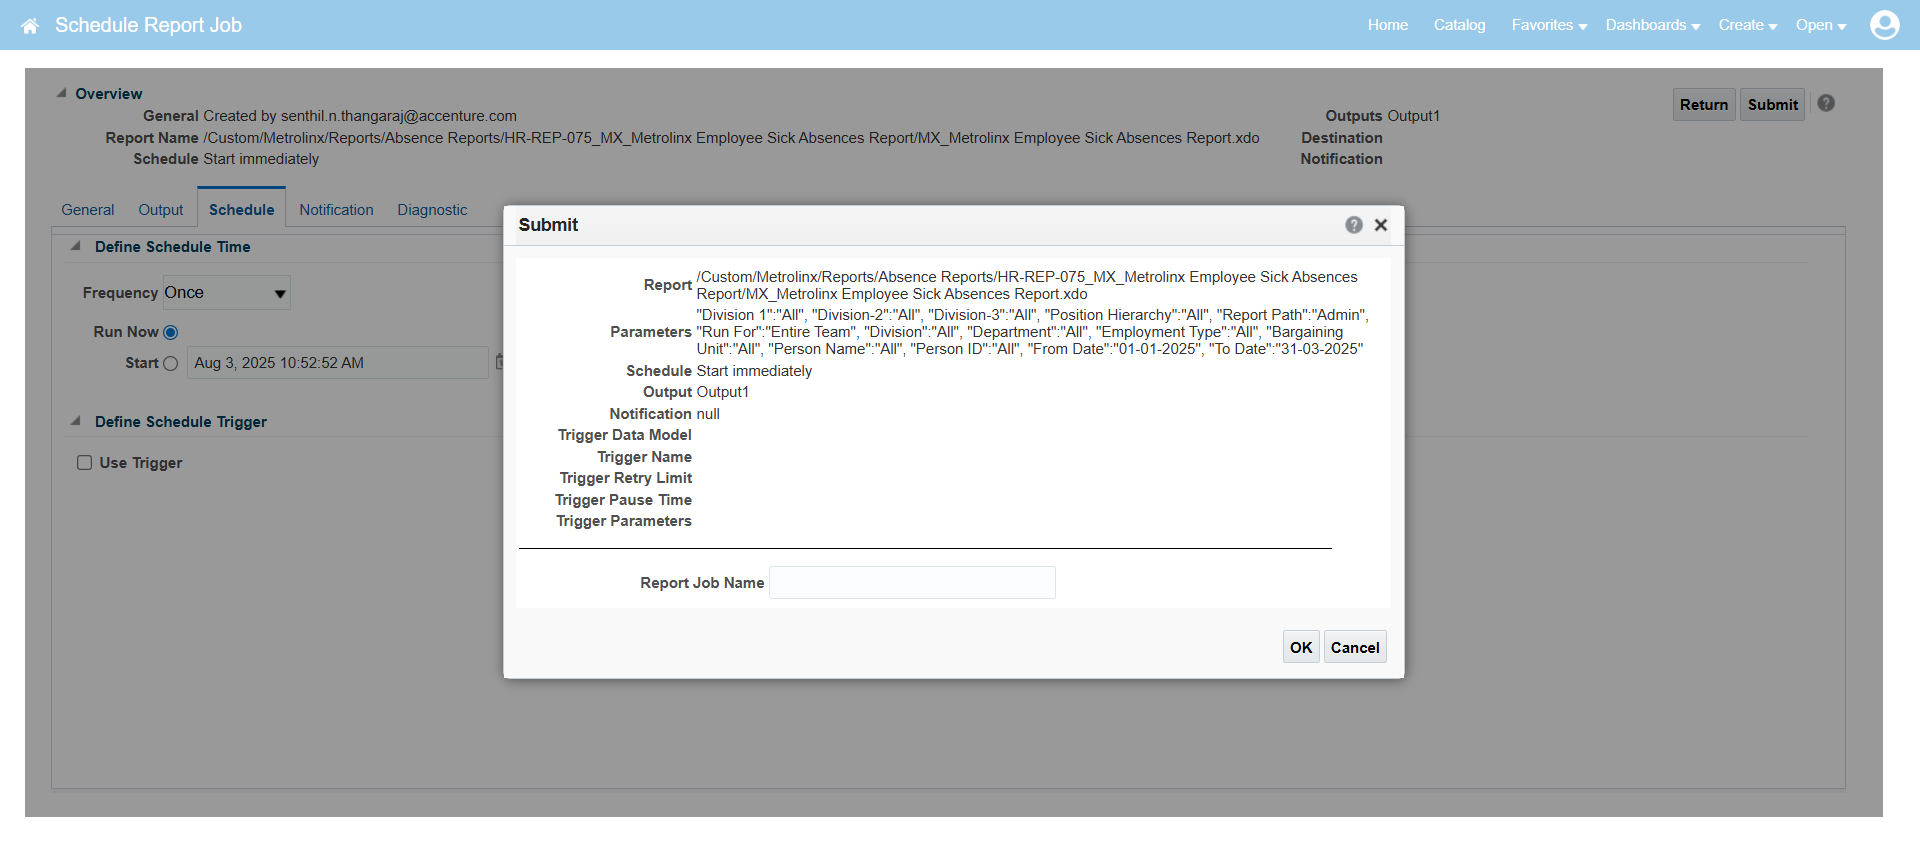 Schedule Report Job
Home Catalog Favorites Dashboards Create Open
Overview
General Created by senthil.n.thangaraj@accenture.com
Report Name /Custom/Metrolinx/Reports/Absence Reports/HR-REP-075_MX_Metrolinx Employee Sick Absences Report/MX_Metrolinx Employee Sick Absences Report.xdo
Schedule Start immediately
Outputs Output1
Destination
Notification
Return Submit ?
General Output Schedule Notification Diagnostic
Define Schedule Time
Frequency Once
Run Now
Start Aug 3, 2025 10:52:52 AM
Define Schedule Trigger
Use Trigger
Submit ?
Report /Custom/Metrolinx/Reports/Absence Reports/HR-REP-075_MX_Metrolinx Employee Sick Absences
Report/MX_Metrolinx Employee Sick Absences Report.xdo
"Division 1":"All", "Division-2":"All", "Division-3":"All", "Position Hierarchy":"All", "Report Path":"Admin",
Parameters "Run For":"Entire Team", "Division":"All", "Department":"All", "Employment Type":"All", "Bargaining
Unit":"All", "Person Name":"All", "Person ID":"All", "From Date":"01-01-2025", "To Date":"31-03-2025"
Schedule Start immediately
Output Output1
Notification null
Trigger Data Model
Trigger Name
Trigger Retry Limit
Trigger Pause Time
Trigger Parameters
Report Job Name
OK Cancel